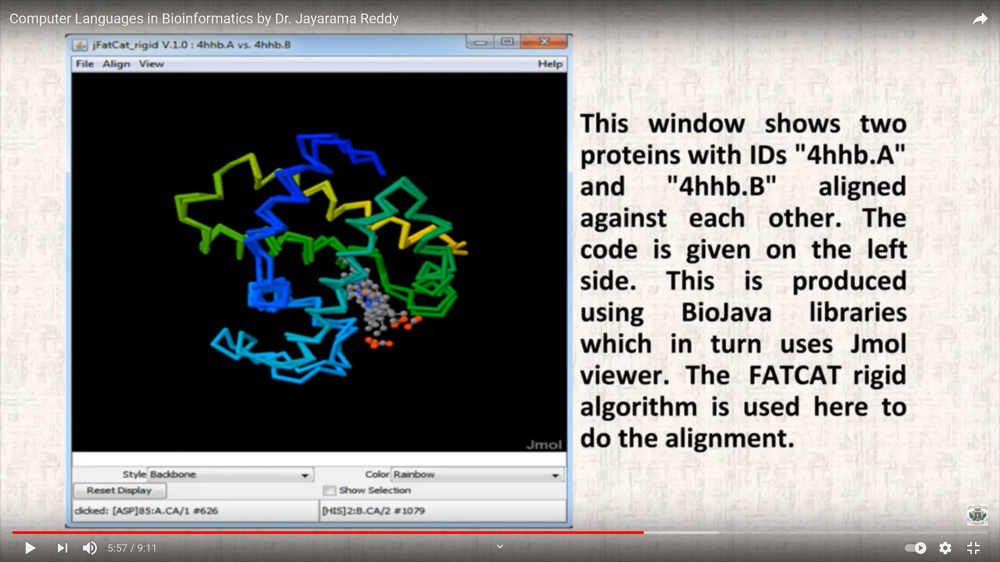 Computer Languages in Bioinformatics by Dr. Jayarama Reddy
jFatCat_rigid V.1.0 : 4hhb.A vs. 4hhb.B
File Align View Help
This window shows two
proteins with IDs "4hhb.A"
and "4hhb.B" aligned
against each other. The
code is given on the left
side. This is produced
using BioJava libraries
which in turn uses Jmol
viewer. The FATCAT rigid
algorithm is used here to
do the alignment.
Jmol
Style Backbone Color Rainbow
Reset Display Show Selection
clicked: [ASP]85:A.CA/1 #626 [HIS]2:B.CA/2 #1079
5:57 / 9:11